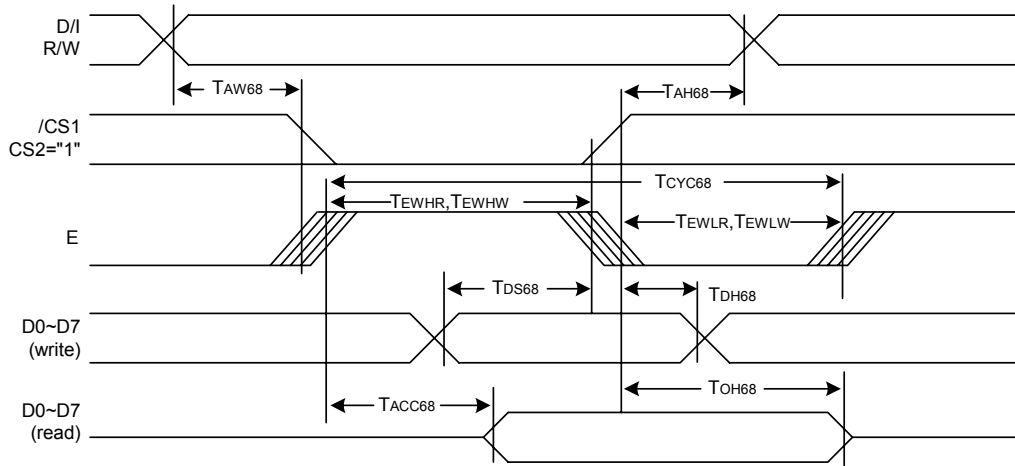 D/I
R/W
TAW68
TAH68
/CS1
CS2="1"
TCYC68
TEWHR,TEWHW
TEWLR,TEWLW
E
TDS68
TDH68
D0~D7
(write)
TACC68
TOH68
D0~D7
(read)